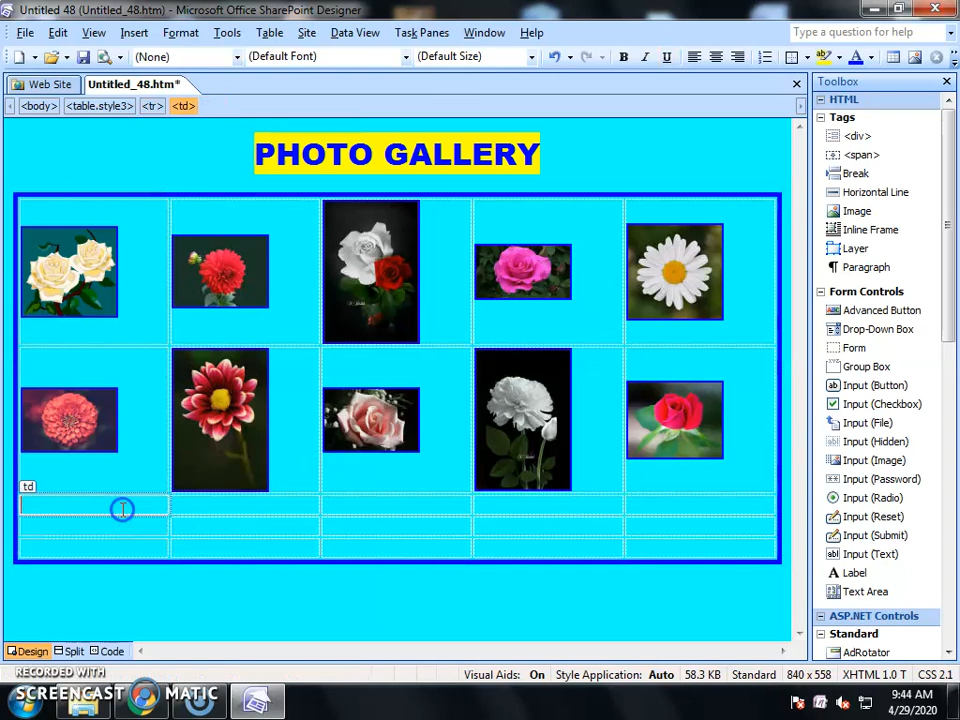 Untitled 48 (Untitled_48.htm) - Microsoft Office SharePoint Designer
File Edit View Insert Format Tools Table Site Data View Task Panes Window Help
Type a question for help
(None) (Default Font) (Default Size) B I U A
Web Site Untitled_48.htm*
<body> <table.style3> <tr> <td>
PHOTO GALLERY
td
Toolbox
HTML
Tags
<div>
<span>
Break
Horizontal Line
Image
Inline Frame
Layer
Paragraph
Form Controls
Advanced Button
Drop-Down Box
Form
Group Box
Input (Button)
Input (Checkbox)
Input (File)
Input (Hidden)
Input (Image)
Input (Password)
Input (Radio)
Input (Reset)
Input (Submit)
Input (Text)
Label
Text Area
ASP.NET Controls
Standard
AdRotator
Design Split Code
Visual Aids: On Style Application: Auto 58.3 KB Standard 840 x 558 XHTML 1.0 T CSS 2.1
RECORDED WITH
SCREENCAST MATIC
9:44 AM
4/29/2020